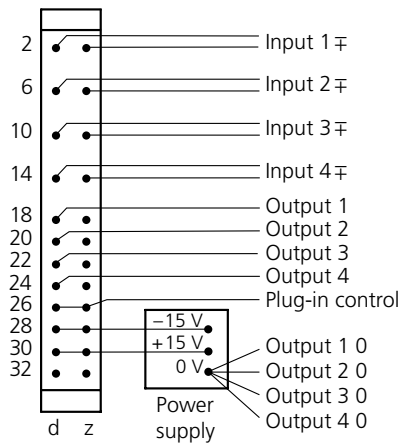 2 Input 1 ∓
6 Input 2 ∓
10 Input 3 ∓
14 Input 4 ∓
18 Output 1
20 Output 2
22 Output 3
24 Output 4
26 Plug-in control
28 −15 V
30 +15 V
32 0 V
Output 1 0
Output 2 0
Output 3 0
Output 4 0
Power
supply
d z